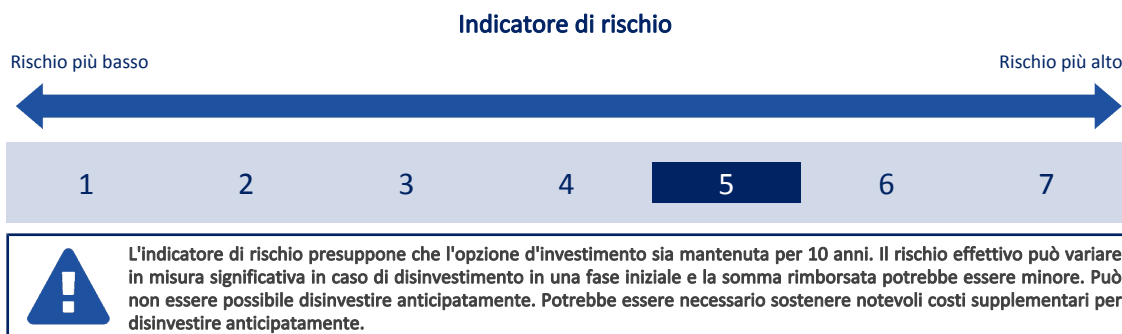 Indicatore di rischio
Rischio più basso Rischio più alto
1 2 3 4 5 6 7
L'indicatore di rischio presuppone che l'opzione d'investimento sia mantenuta per 10 anni. Il rischio effettivo può variare
in misura significativa in caso di disinvestimento in una fase iniziale e la somma rimborsata potrebbe essere minore. Può
non essere possibile disinvestire anticipatamente. Potrebbe essere necessario sostenere notevoli costi supplementari per
disinvestire anticipatamente.